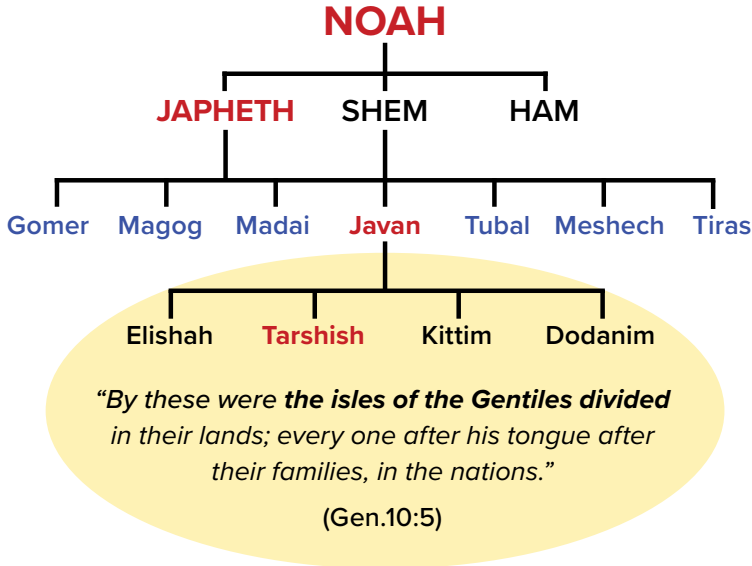 NOAH
JAPHETH SHEM HAM
Gomer Magog Madai Javan Tubal Meshech Tiras
Elishah Tarshish Kittim Dodanim
“By these were the isles of the Gentiles divided
in their lands; every one after his tongue after
their families, in the nations.”
(Gen.10:5)